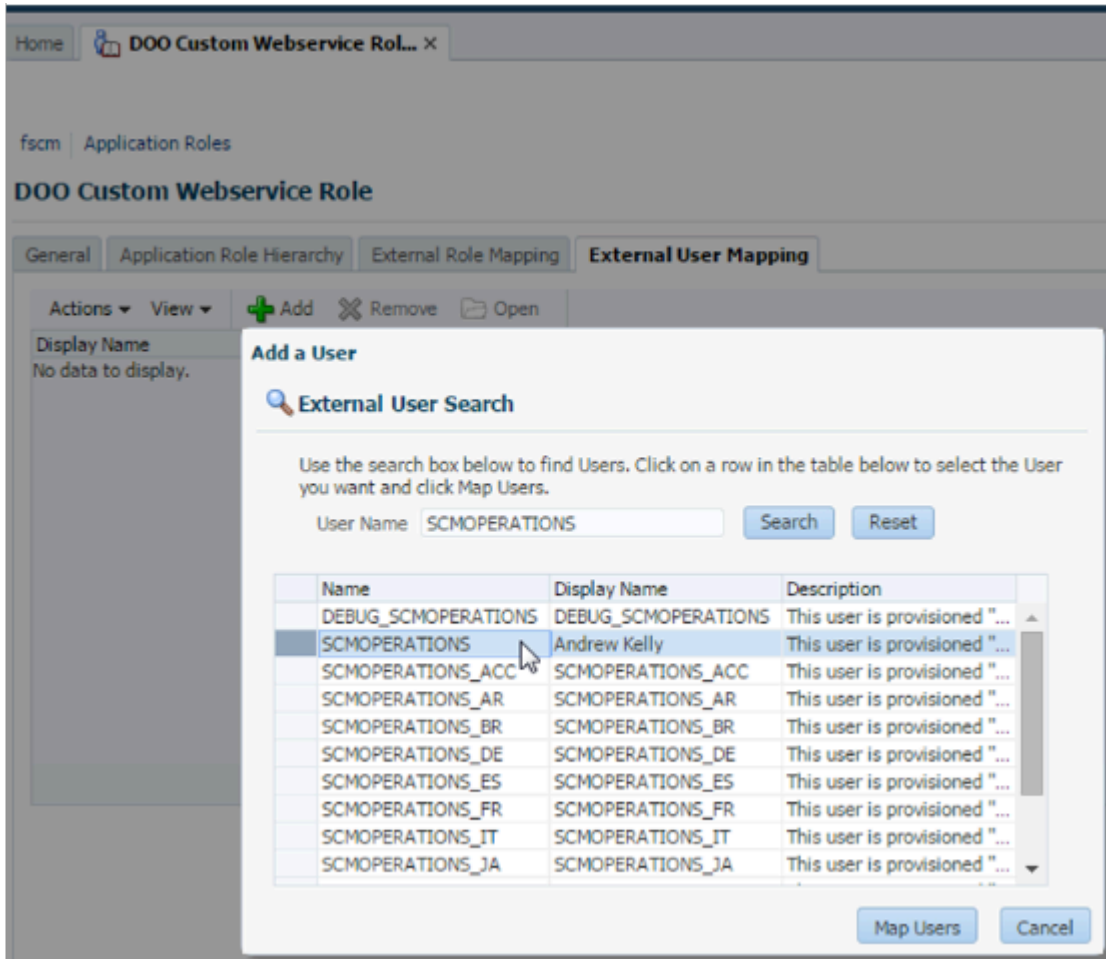 Home DOO Custom Webservice Rol... ×
fscm Application Roles
DOO Custom Webservice Role
General Application Role Hierarchy External Role Mapping External User Mapping
Actions View Add Remove Open
Display Name
No data to display.
Add a User
External User Search
Use the search box below to find Users. Click on a row in the table below to select the User
you want and click Map Users.
User Name SCMOPERATIONS Search Reset
Name Display Name Description
DEBUG_SCMOPERATIONS DEBUG_SCMOPERATIONS This user is provisioned "...
SCMOPERATIONS Andrew Kelly This user is provisioned "...
SCMOPERATIONS_ACC SCMOPERATIONS_ACC This user is provisioned "...
SCMOPERATIONS_AR SCMOPERATIONS_AR This user is provisioned "...
SCMOPERATIONS_BR SCMOPERATIONS_BR This user is provisioned "...
SCMOPERATIONS_DE SCMOPERATIONS_DE This user is provisioned "...
SCMOPERATIONS_ES SCMOPERATIONS_ES This user is provisioned "...
SCMOPERATIONS_FR SCMOPERATIONS_FR This user is provisioned "...
SCMOPERATIONS_IT SCMOPERATIONS_IT This user is provisioned "...
SCMOPERATIONS_JA SCMOPERATIONS_JA This user is provisioned "...
Map Users Cancel